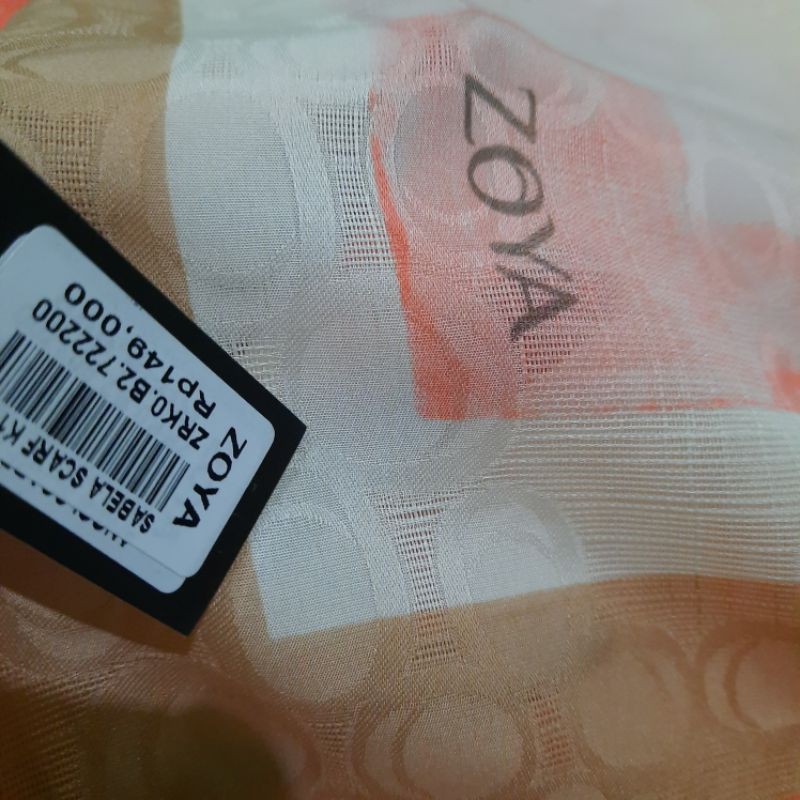 ZOYA
ZOYA
SABELA SCARF K1
ZRK0.B2.722200
Rp149,000